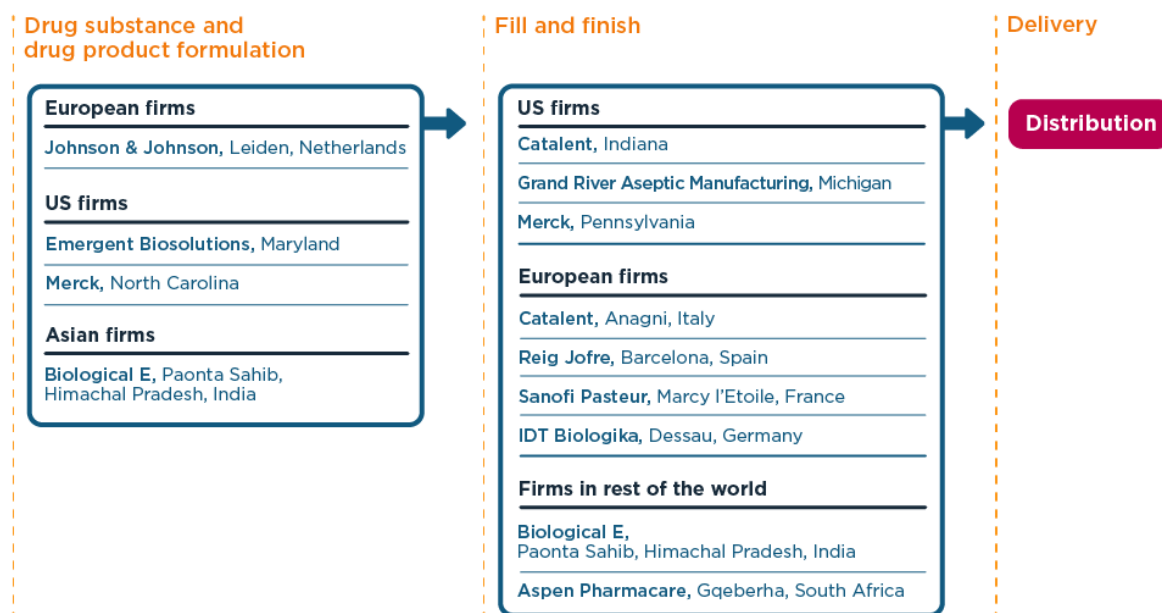 Drug substance and
drug product formulation
European firms
Johnson & Johnson, Leiden, Netherlands
US firms
Emergent Biosolutions, Maryland
Merck, North Carolina
Asian firms
Biological E, Paonta Sahib,
Himachal Pradesh, India
Fill and finish
US firms
Catalent, Indiana
Grand River Aseptic Manufacturing, Michigan
Merck, Pennsylvania
European firms
Catalent, Anagni, Italy
Reig Jofre, Barcelona, Spain
Sanofi Pasteur, Marcy l'Etoile, France
IDT Biologika, Dessau, Germany
Firms in rest of the world
Biological E,
Paonta Sahib, Himachal Pradesh, India
Aspen Pharmacare, Gqeberha, South Africa
Delivery
Distribution